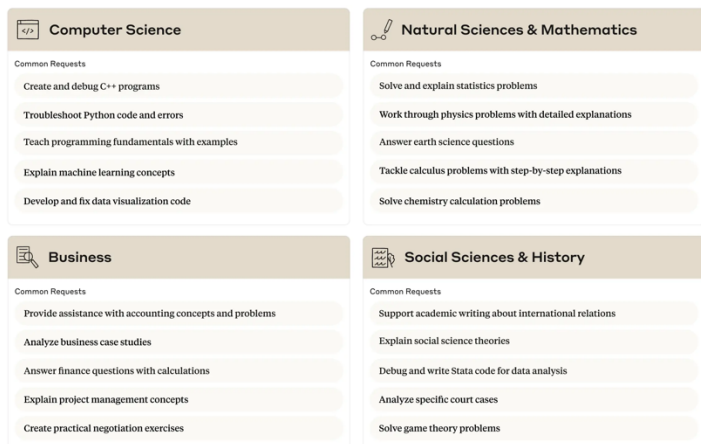 Computer Science
Common Requests
Create and debug C++ programs
Troubleshoot Python code and errors
Teach programming fundamentals with examples
Explain machine learning concepts
Develop and fix data visualization code
Natural Sciences & Mathematics
Common Requests
Solve and explain statistics problems
Work through physics problems with detailed explanations
Answer earth science questions
Tackle calculus problems with step-by-step explanations
Solve chemistry calculation problems
Business
Common Requests
Provide assistance with accounting concepts and problems
Analyze business case studies
Answer finance questions with calculations
Explain project management concepts
Create practical negotiation exercises
Social Sciences & History
Common Requests
Support academic writing about international relations
Explain social science theories
Debug and write Stata code for data analysis
Analyze specific court cases
Solve game theory problems